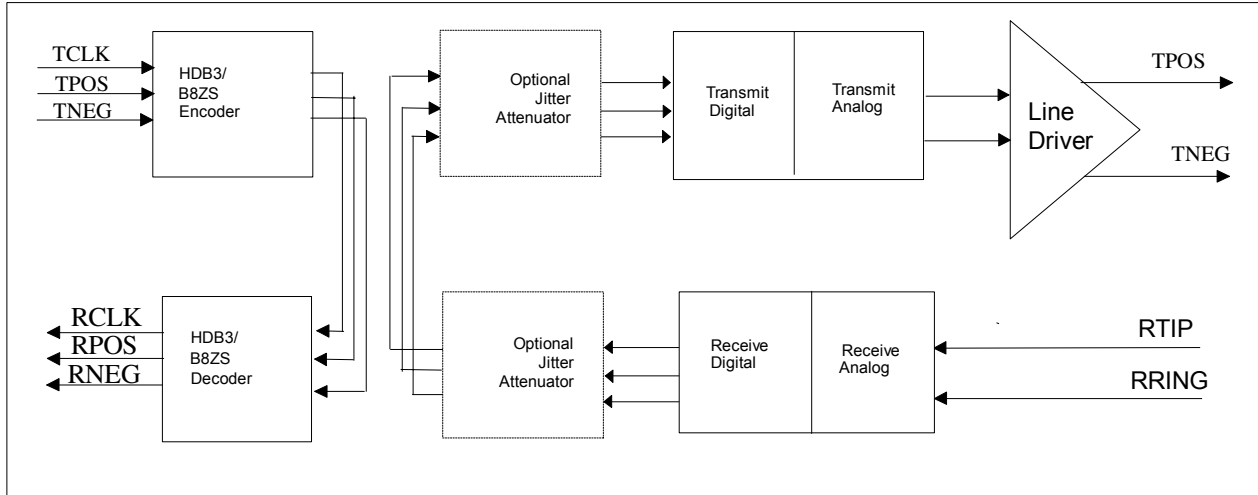 TCLK
TPOS
TNEG
HDB3/
B8ZS
Encoder
Optional
Jitter
Attenuator
Transmit
Digital
Transmit
Analog
Line
Driver
TPOS
TNEG
RCLK
RPOS
RNEG
HDB3/
B8ZS
Decoder
Optional
Jitter
Attenuator
Receive
Digital
Receive
Analog
RTIP
RRING